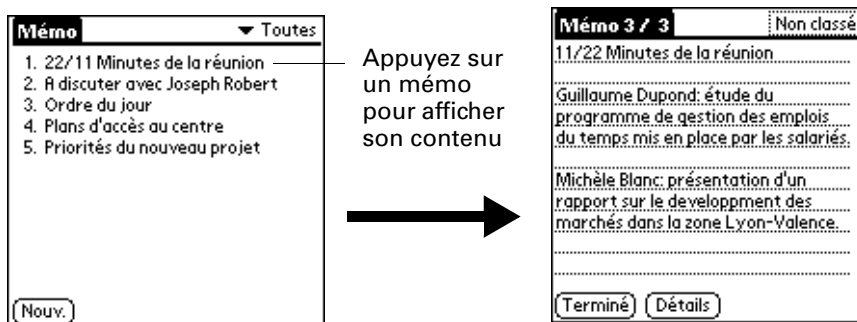 Mémo
Toutes
1. 22/11 Minutes de la réunion
2. A discuter avec Joseph Robert
3. Ordre du jour
4. Plans d'accès au centre
5. Priorités du nouveau projet
Nouv.
Appuyez sur
un mémo
pour afficher
son contenu
Mémo 3 / 3
Non classé
11/22 Minutes de la réunion
Guillaume Dupond: étude du
programme de gestion des emplois
du temps mis en place par les salariés.
Michèle Blanc: présentation d'un
rapport sur le developpment des
marchés dans la zone Lyon-Valence.
Terminé
Détails